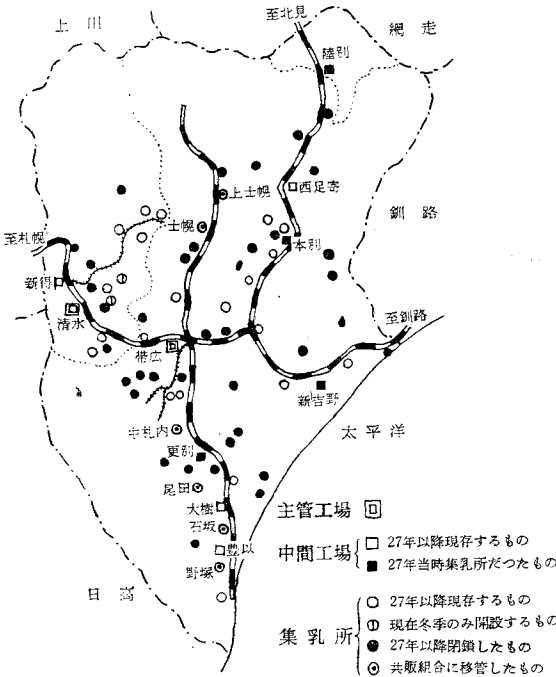 至北見
上川
網走
陸別
西足寄
上士幌
士幌
釧路
本別
至札幌
新得
清水
至釧路
帯広
新吉野
太平洋
中札内
更別
尾田
大樹
石坂
豊似
野塚
日高
主管工場
中間工場
27年以降現存するもの
27年当時集乳所だつたもの
集乳所
27年以降現存するもの
現在冬季のみ開設するもの
27年以降閉鎖したもの
共販組合に移管したもの